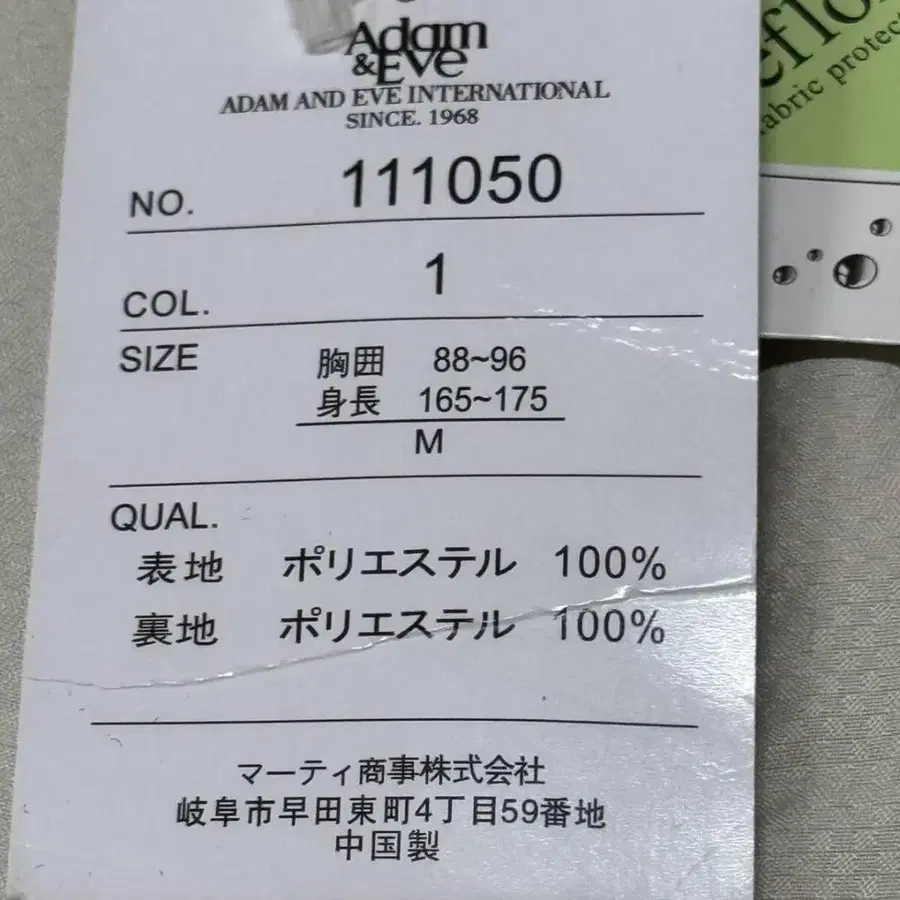 Adam
&Eve
ADAM AND EVE INTERNATIONAL
SINCE. 1968
NO. 111050
COL. 1
SIZE 胸囲 88~96
身長 165~175
M
QUAL.
表地 ポリエステル 100%
裏地 ポリエステル 100%
マーティ商事株式会社
岐阜市早田東町4丁目59番地
中国製